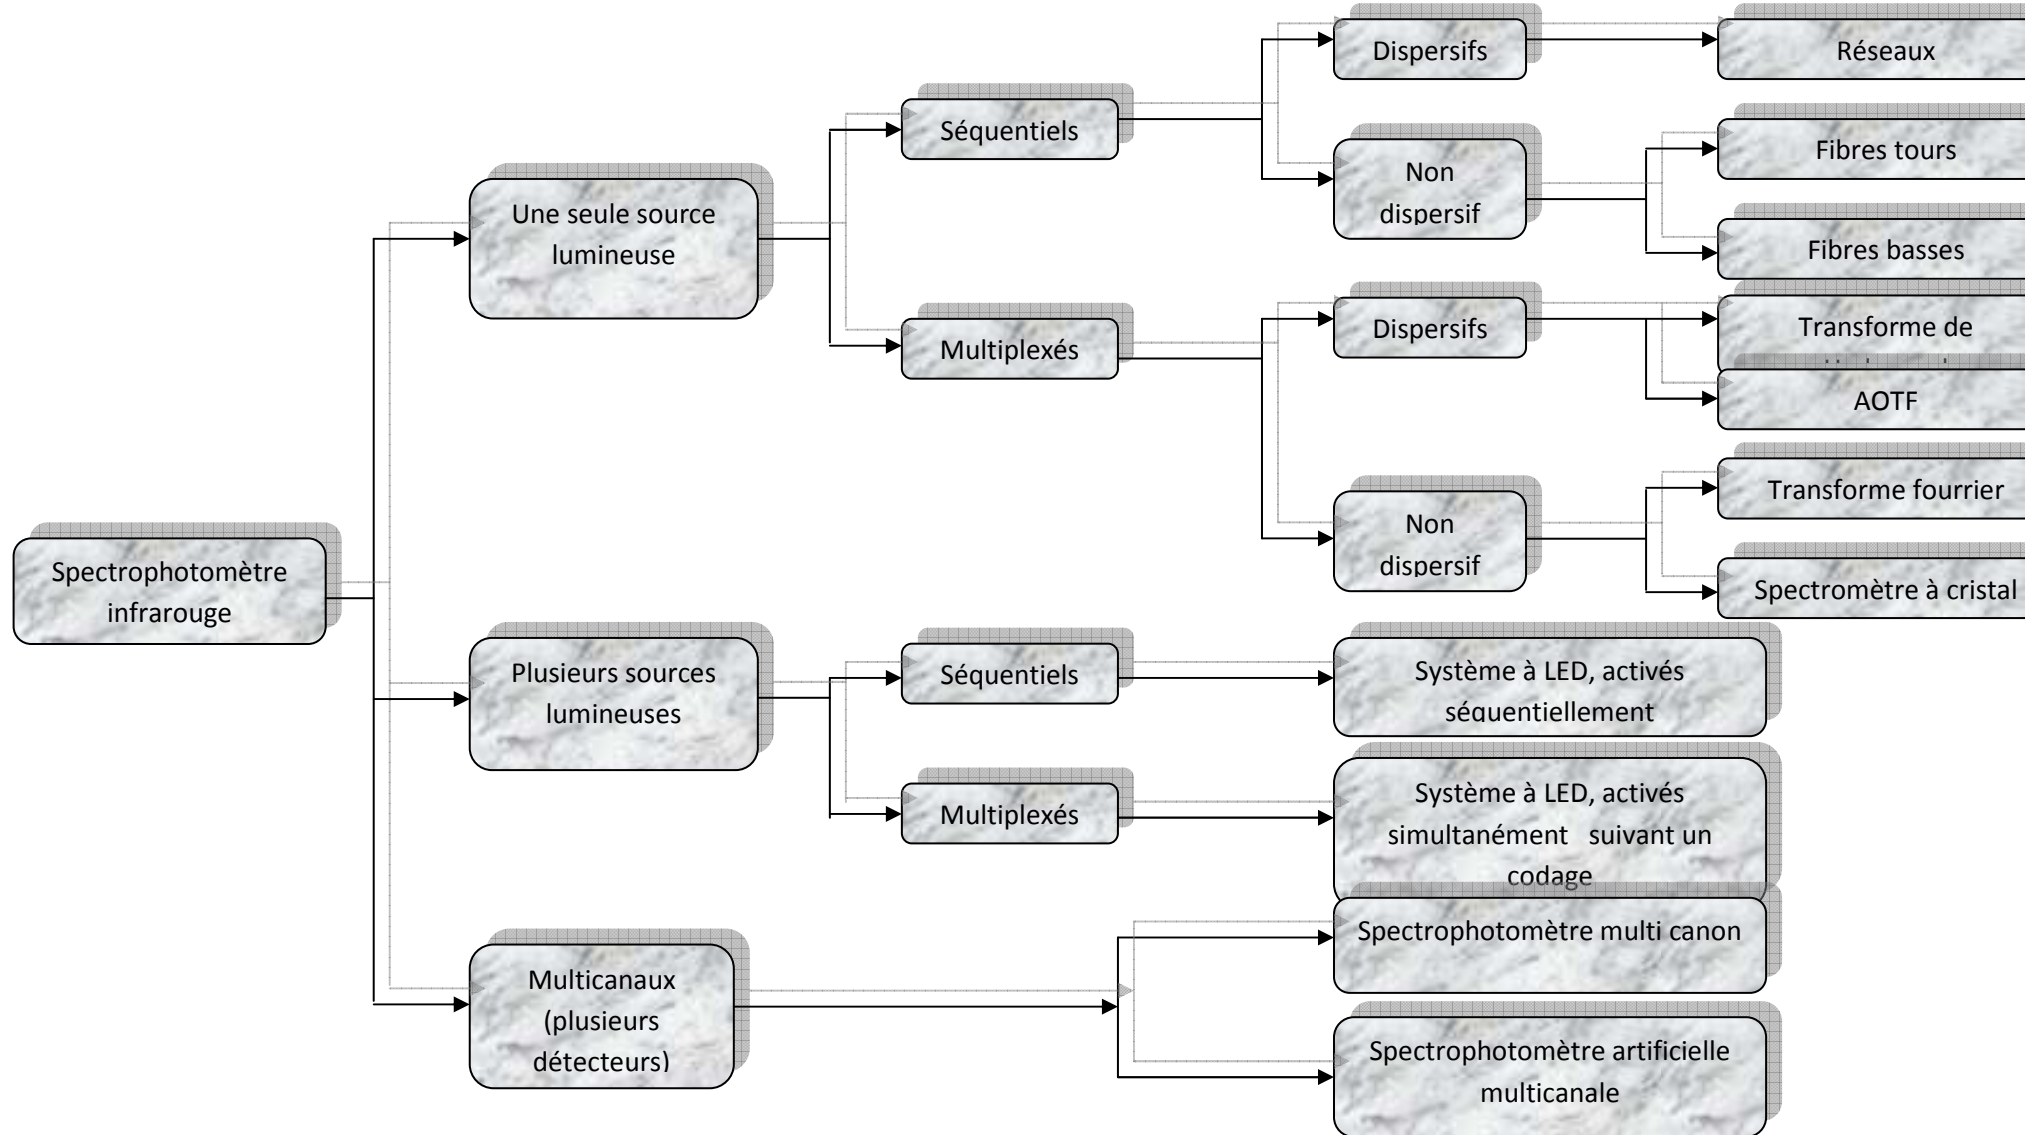 Spectrophotomètre
infrarouge
Une seule source
lumineuse
Séquentiels
Dispersifs
Réseaux
Non
dispersif
Fibres tours
Fibres basses
Multiplexés
Dispersifs
Transforme de
AOTF
Non
dispersif
Transforme fourrier
Spectromètre à cristal
Plusieurs sources
lumineuses
Séquentiels
Système à LED, activés
séquentiellement
Multiplexés
Système à LED, activés
simultanément suivant un
codage
Multicanaux
(plusieurs
détecteurs)
Spectrophotomètre multi canon
Spectrophotomètre artificielle
multicanale